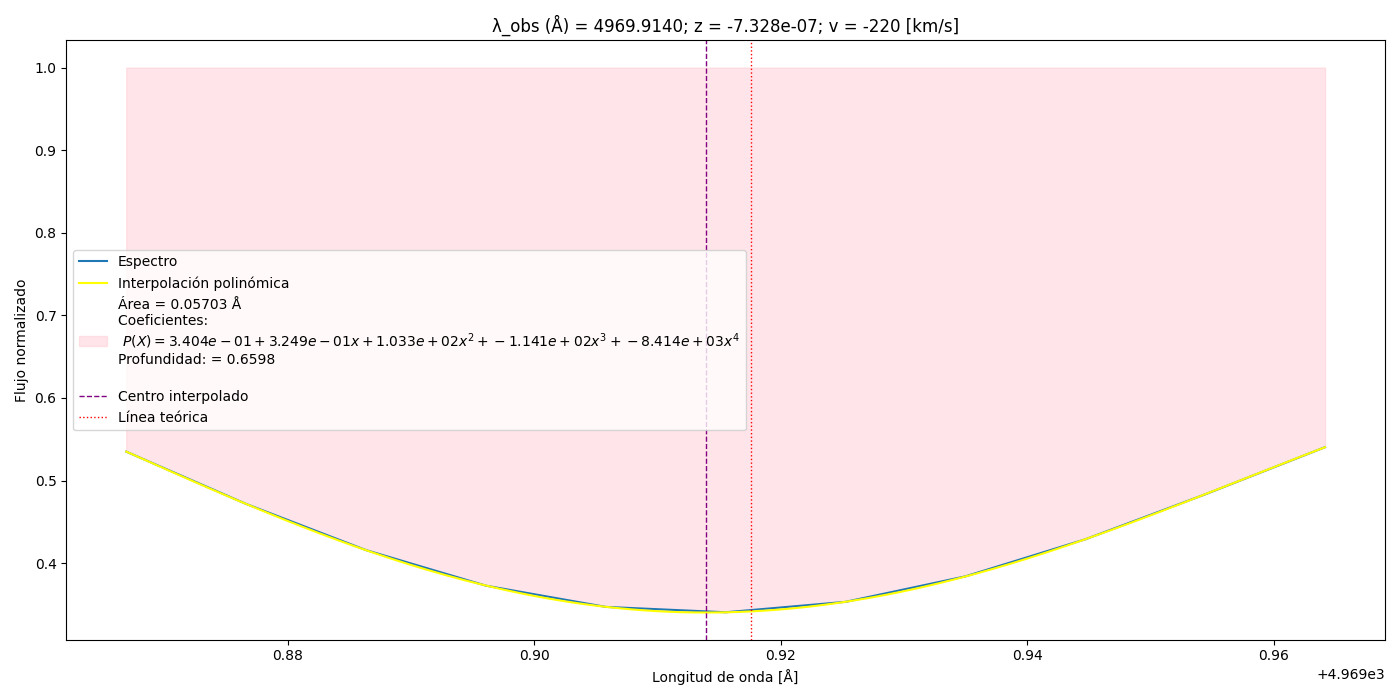 λ_obs (Å) = 4969.9140; z = -7.328e-07; v = -220 [km/s]
Flujo normalizado
1.0
0.9
0.8
0.7
0.6
0.5
0.4
Espectro
Interpolación polinómica
Área = 0.05703 Å
Coeficientes:
P(X) = 3.404e − 01 + 3.249e − 01x + 1.033e + 02x² + − 1.141e + 02x³ + − 8.414e + 03x⁴
Profundidad: = 0.6598
Centro interpolado
Línea teórica
0.88 0.90 0.92 0.94 0.96
+4.969e3
Longitud de onda [Å]